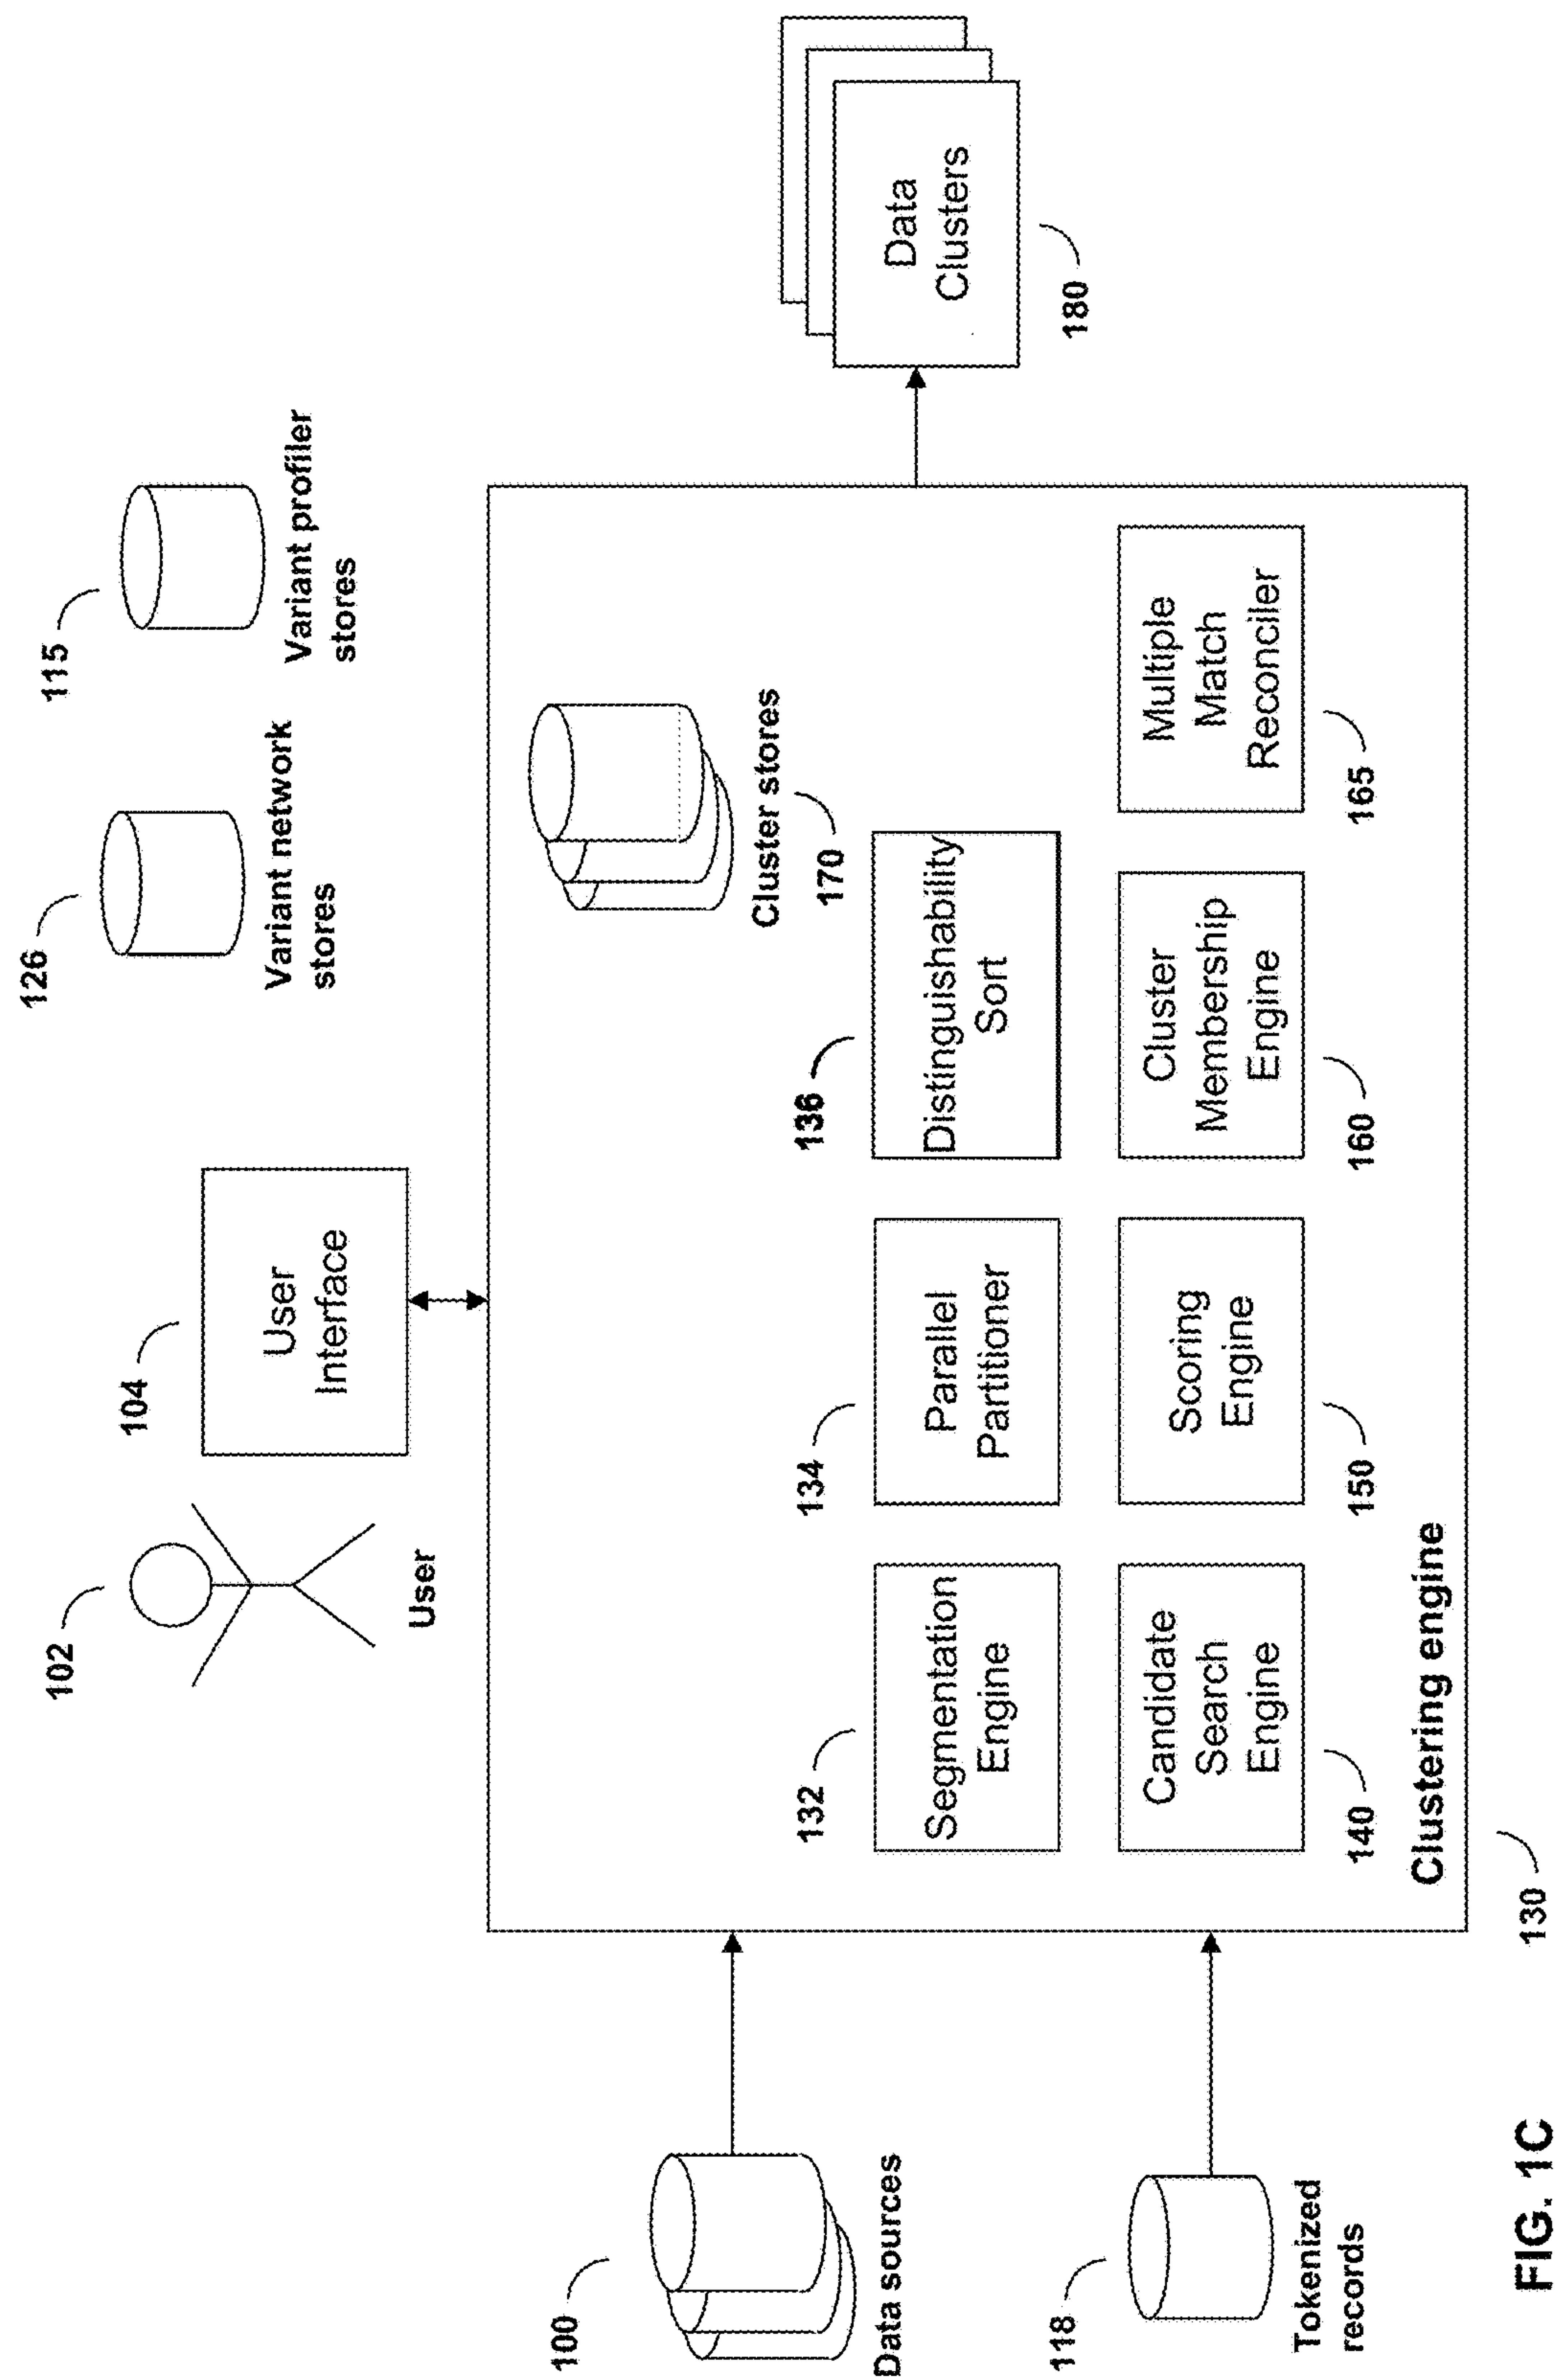 102
User
104
User
Interface
126
Variant network
stores
115
Variant profiler
stores
100
Data sources
118
Tokenized
records
Cluster stores
170
132
Segmentation
Engine
134
Parallel
Partitioner
136
Distinguishability
Sort
Candidate
Search
Engine
140
Scoring
Engine
150
Cluster
Membership
Engine
160
Multiple
Match
Reconciler
165
Clustering engine
130
Data
Clusters
180
FIG. 1C